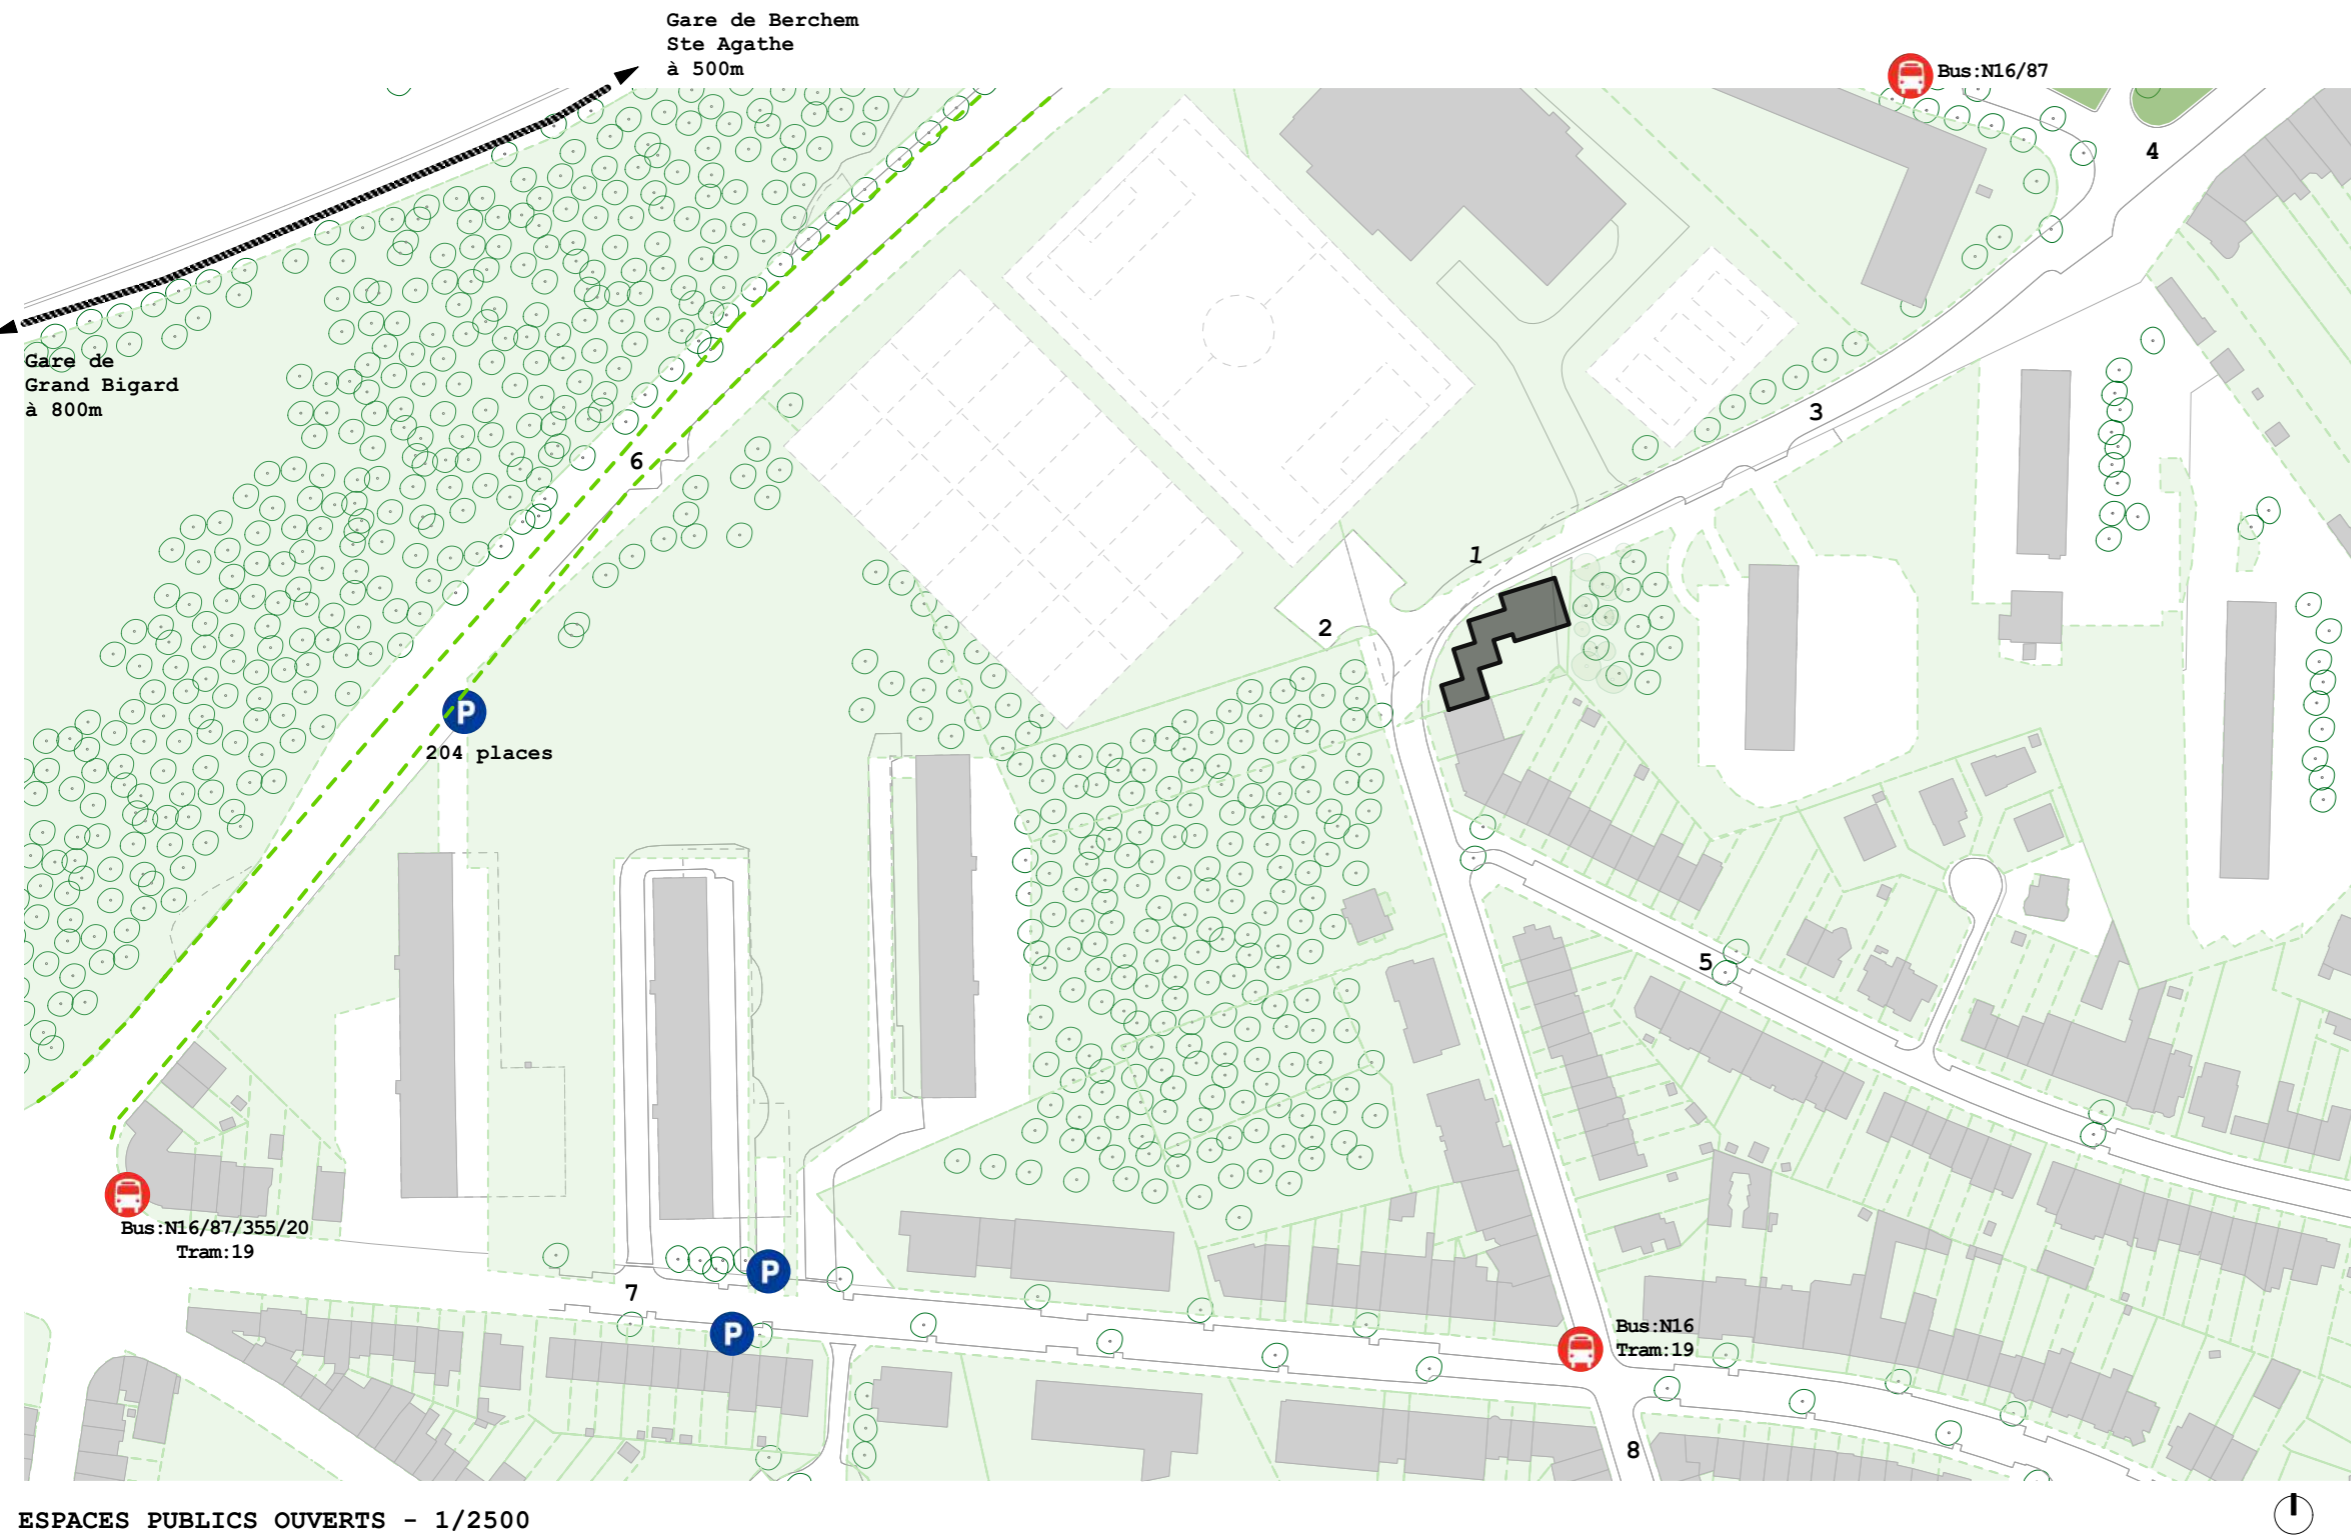 Gare de Berchem
Ste Agathe
à 500m
Bus:N16/87
4
Gare de
Grand Bigard
à 800m
3
6
1
2
P
204 places
5
Bus:N16/87/355/20
Tram:19
P
7
P
Bus:N16
Tram:19
8
ESPACES PUBLICS OUVERTS - 1/2500